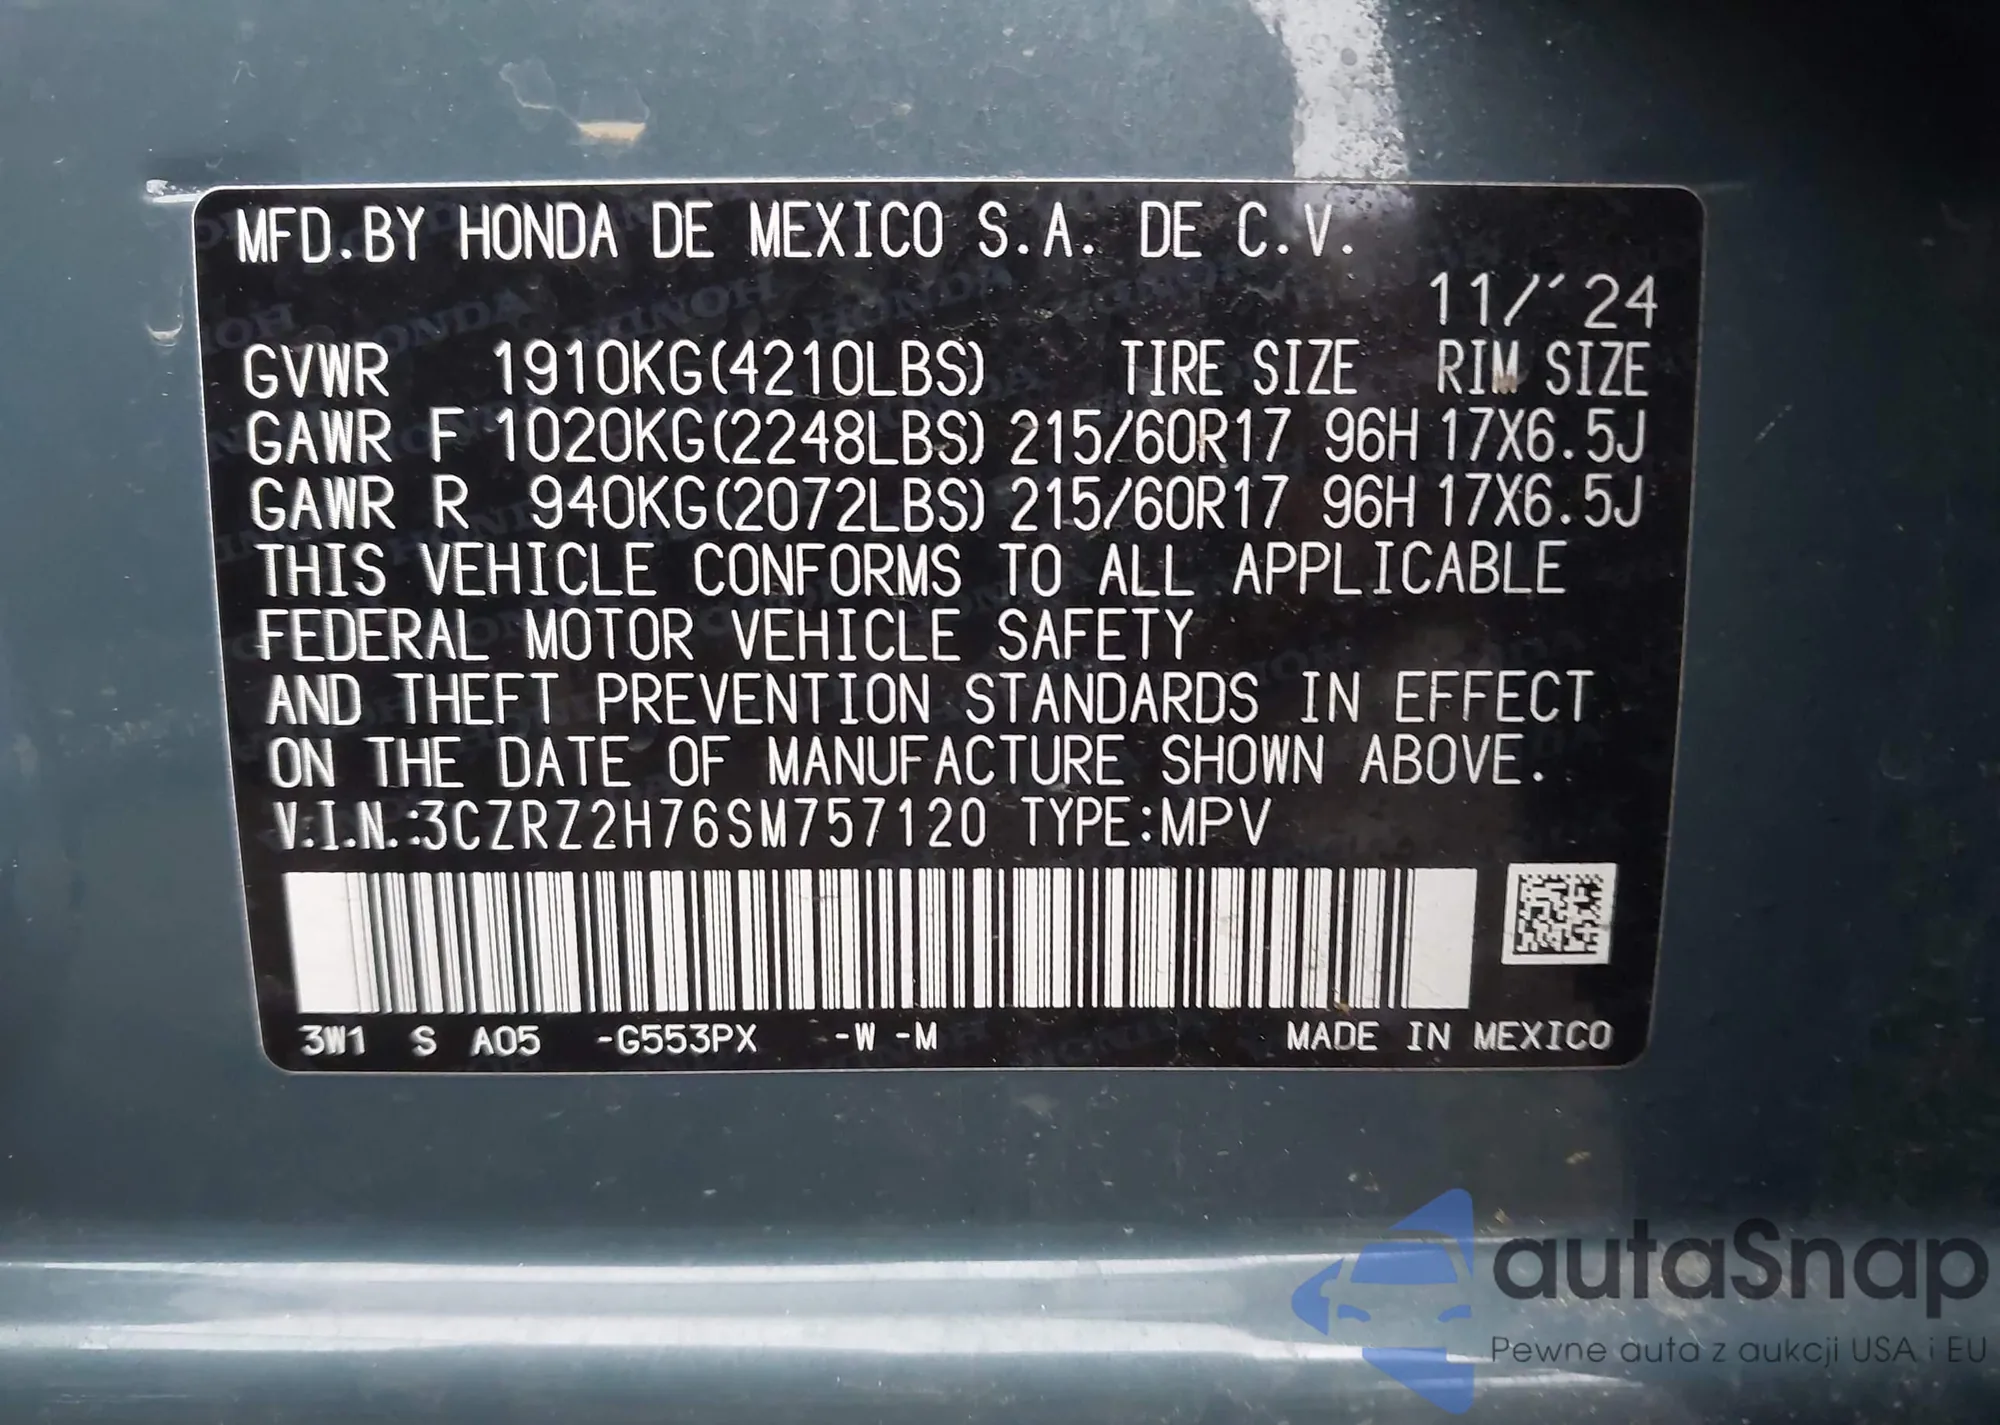 MFD.BY HONDA DE MEXICO S.A. DE C.V.
11/'24
GVWR 1910KG(4210LBS) TIRE SIZE RIM SIZE
GAWR F 1020KG(2248LBS) 215/60R17 96H 17X6.5J
GAWR R 940KG(2072LBS) 215/60R17 96H 17X6.5J
THIS VEHICLE CONFORMS TO ALL APPLICABLE
FEDERAL MOTOR VEHICLE SAFETY
AND THEFT PREVENTION STANDARDS IN EFFECT
ON THE DATE OF MANUFACTURE SHOWN ABOVE.
V.I.N.:3CZRZ2H76SM757120 TYPE:MPV
3W1 S A05 -G553PX -W -M MADE IN MEXICO
autaSnap
Pewne auta z aukcji USA i EU